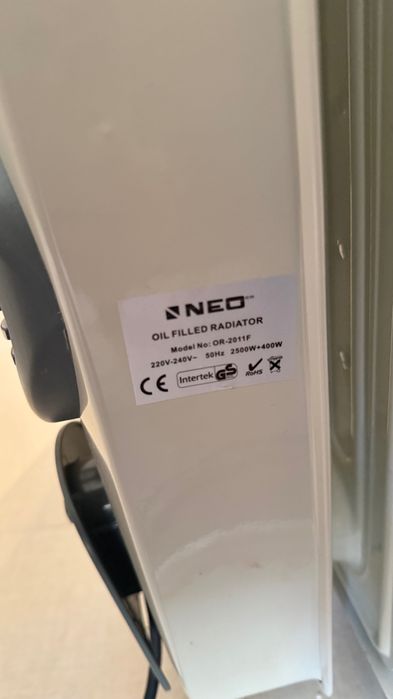 NEO
OIL FILLED RADIATOR
Model No: OR-2011F
220V-240V~ 50Hz 2500W+400W
CE Intertek GS RoHS